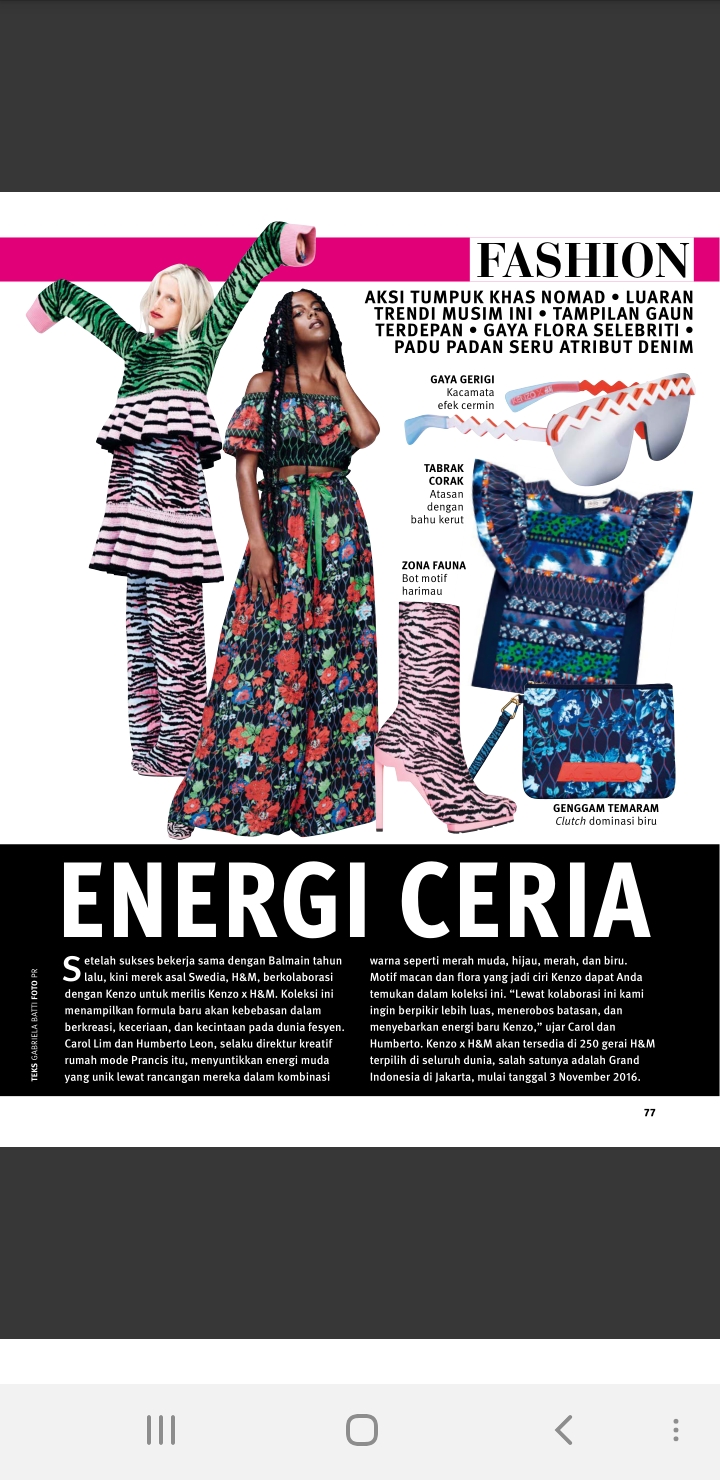 FASHION
AKSI TUMPUK KHAS NOMAD • LUARAN
TRENDI MUSIM INI • TAMPILAN GAUN
TERDEPAN • GAYA FLORA SELEBRITI •
PADU PADAN SERU ATRIBUT DENIM
GAYA GERIGI
Kacamata
efek cermin
TABRAK
CORAK
Atasan
dengan
bahu kerut
ZONA FAUNA
Bot motif
harimau
GENGGAM TEMARAM
Clutch dominasi biru
ENERGI CERIA
Setelah sukses bekerja sama dengan Balmain tahun
lalu, kini merek asal Swedia, H&M, berkolaborasi
dengan Kenzo untuk merilis Kenzo x H&M. Koleksi ini
menampilkan formula baru akan kebebasan dalam
berkreasi, keceriaan, dan kecintaan pada dunia fesyen.
Carol Lim dan Humberto Leon, selaku direktur kreatif
rumah mode Prancis itu, menyuntikkan energi muda
yang unik lewat rancangan mereka dalam kombinasi
warna seperti merah muda, hijau, merah, dan biru.
Motif macan dan flora yang jadi ciri Kenzo dapat Anda
temukan dalam koleksi ini. “Lewat kolaborasi ini kami
ingin berpikir lebih luas, menerobos batasan, dan
menyebarkan energi baru Kenzo,” ujar Carol dan
Humberto. Kenzo x H&M akan tersedia di 250 gerai H&M
terpilih di seluruh dunia, salah satunya adalah Grand
Indonesia di Jakarta, mulai tanggal 3 November 2016.
TEKS GABRIELA BATTI FOTO PR
77